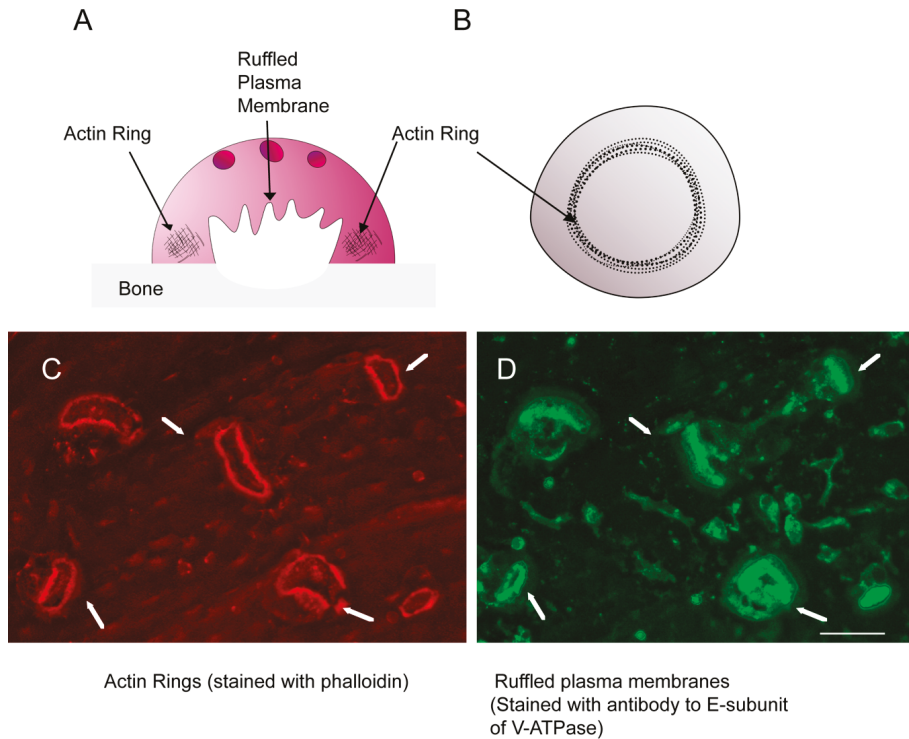 A
B
Ruffled
Plasma
Membrane
Actin Ring
Actin Ring
Bone
C
D
Actin Rings (stained with phalloidin)
Ruffled plasma membranes
(Stained with antibody to E-subunit
of V-ATPase)